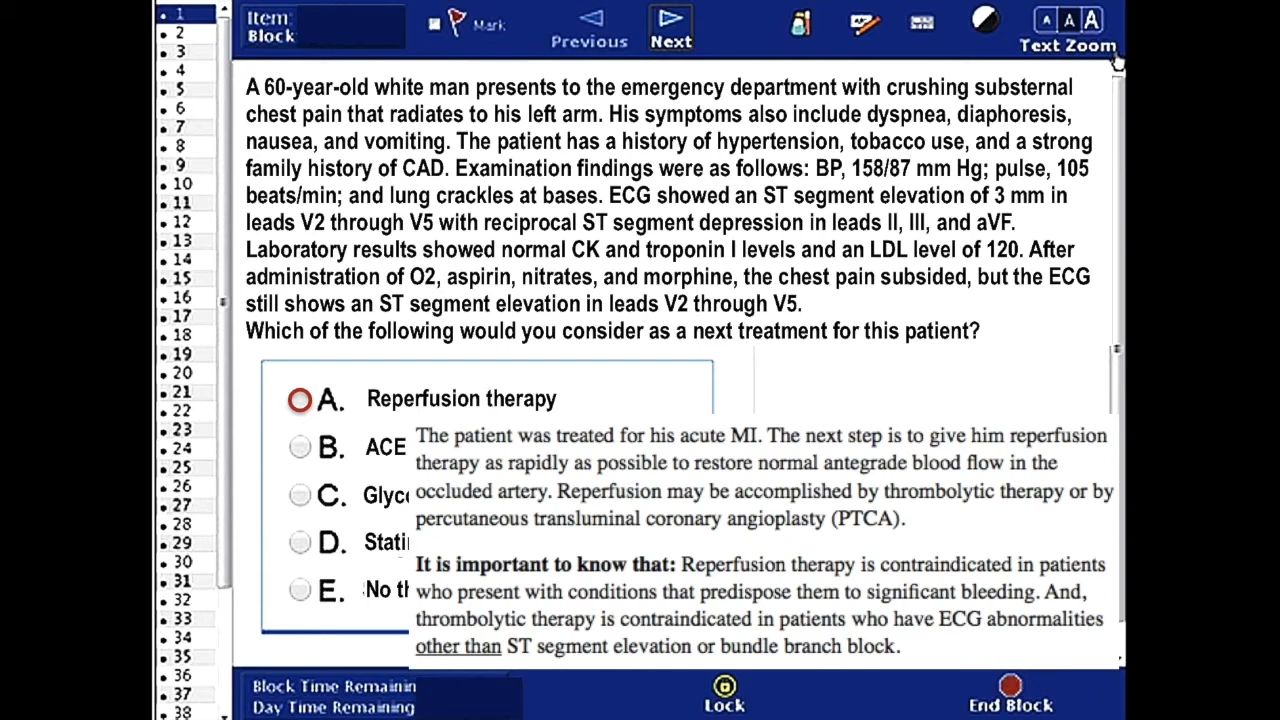 1
2
3
4
5
6
7
8
9
10
11
12
13
14
15
16
17
18
19
20
21
22
23
24
25
26
27
28
29
30
31
32
33
34
35
36
37
38
Item:
Block
Mark
Previous
Next
A A A
Text Zoom
A 60-year-old white man presents to the emergency department with crushing substernal
chest pain that radiates to his left arm. His symptoms also include dyspnea, diaphoresis,
nausea, and vomiting. The patient has a history of hypertension, tobacco use, and a strong
family history of CAD. Examination findings were as follows: BP, 158/87 mm Hg; pulse, 105
beats/min; and lung crackles at bases. ECG showed an ST segment elevation of 3 mm in
leads V2 through V5 with reciprocal ST segment depression in leads II, III, and aVF.
Laboratory results showed normal CK and troponin I levels and an LDL level of 120. After
administration of O2, aspirin, nitrates, and morphine, the chest pain subsided, but the ECG
still shows an ST segment elevation in leads V2 through V5.
Which of the following would you consider as a next treatment for this patient?
A. Reperfusion therapy
B. ACE
C. Glyc
D. Stati
E. No th
The patient was treated for his acute MI. The next step is to give him reperfusion
therapy as rapidly as possible to restore normal antegrade blood flow in the
occluded artery. Reperfusion may be accomplished by thrombolytic therapy or by
percutaneous transluminal coronary angioplasty (PTCA).
It is important to know that: Reperfusion therapy is contraindicated in patients
who present with conditions that predispose them to significant bleeding. And,
thrombolytic therapy is contraindicated in patients who have ECG abnormalities
other than ST segment elevation or bundle branch block.
Block Time Remainin
Day Time Remaining
Lock
End Block